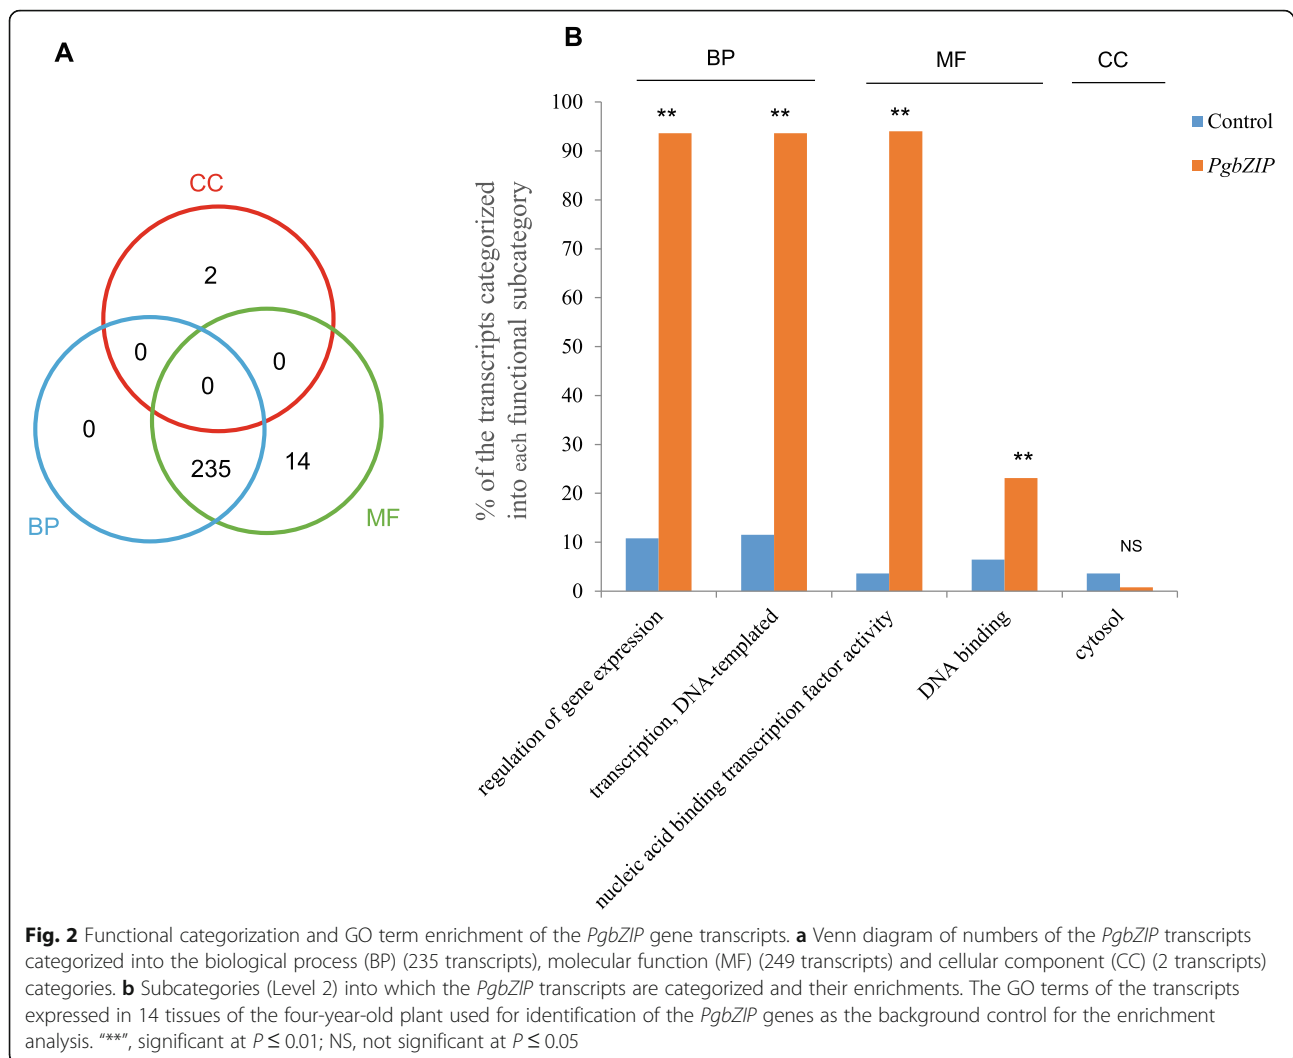 A
CC
2
0
0
0
0
235
14
BP
MF
B
BP
MF
CC
% of the transcripts categorized
into each functional subcategory
100
90
80
70
60
50
40
30
20
10
0
**
**
**
**
NS
Control
PgbZIP
regulation of gene expression
transcription, DNA-templated
nucleic acid binding transcription factor activity
DNA binding
cytosol
Fig. 2 Functional categorization and GO term enrichment of the PgbZIP gene transcripts. a Venn diagram of numbers of the PgbZIP transcripts
categorized into the biological process (BP) (235 transcripts), molecular function (MF) (249 transcripts) and cellular component (CC) (2 transcripts)
categories. b Subcategories (Level 2) into which the PgbZIP transcripts are categorized and their enrichments. The GO terms of the transcripts
expressed in 14 tissues of the four-year-old plant used for identification of the PgbZIP genes as the background control for the enrichment
analysis. “**”, significant at P ≤ 0.01; NS, not significant at P ≤ 0.05